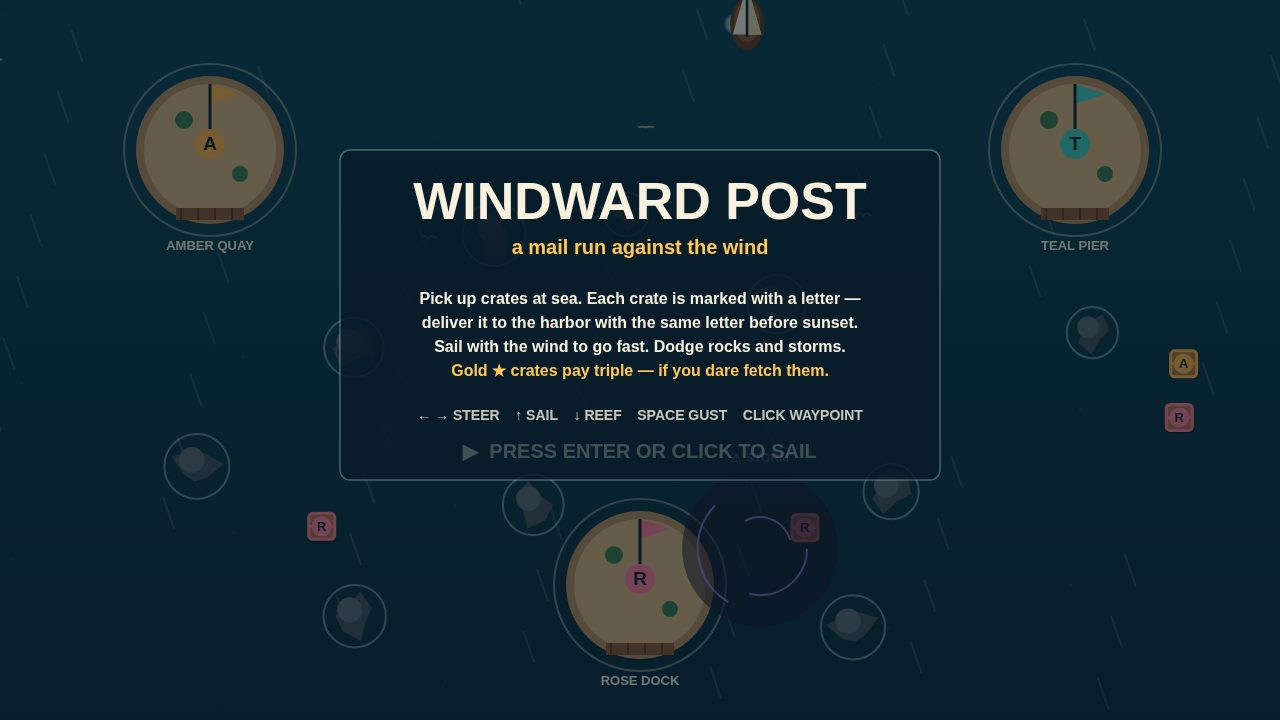 A
T
AMBER QUAY
TEAL PIER
WINDWARD POST
a mail run against the wind
Pick up crates at sea. Each crate is marked with a letter —
deliver it to the harbor with the same letter before sunset.
Sail with the wind to go fast. Dodge rocks and storms.
Gold ★ crates pay triple — if you dare fetch them.
← → STEER ↑ SAIL ↓ REEF SPACE GUST CLICK WAYPOINT
▶ PRESS ENTER OR CLICK TO SAIL
⚠ STORM
A
R
R
R
R
ROSE DOCK